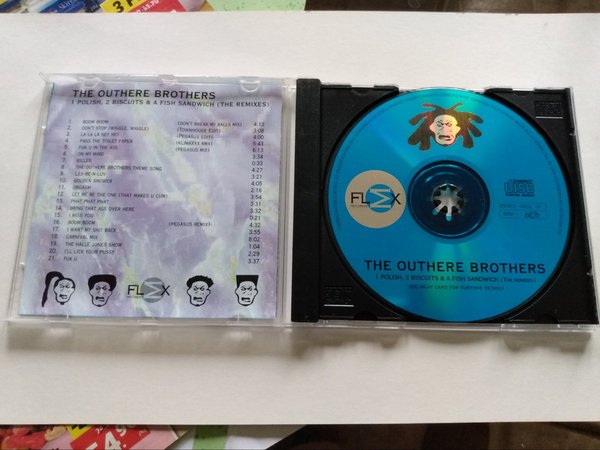 THE OUTHERE BROTHERS
1 POLISH, 2 BISCUITS & A FISH SANDWICH (THE REMIXES)
1. BOOM BOOM (DON'T BREAK MY BALLS MIX) 4:13
2. DON'T STOP (WIGGLE, WIGGLE) (TOWNHOUSE EDIT) 3:08
3. LA LA LA HEY HEY (PEGASUS EDIT) 4:00
4. PASS THE TOILET PAPER (KLIMAXXX RMX) 5:43
5. FUK U IN THE ASS (PEGASUS MIX) 6:13
6. ON MY MIND 3:34
7. KILLER 0:33
8. THE OUTHERE BROTHERS THEME SONG 4:27
9. 3:21
10. GOLDEN SHOWER 4:05
11. ORGASM 2:16
12. LET ME BE THE ONE (THAT MAKES U CUM) 3:54
13. PHAT PHAT PHAT 3:31
14. BRING THAT ASS OVER HERE 3:32
15. I MISS YOU 0:21
16. BOOM BOOM (PEGASUS REMIX) 4:32
17. I WANT MY SHIT BACK 3:55
18. CARNIVAL MIX 8:02
19. THE HALLE JONES SHOW 1:04
20. I'LL LICK YOUR PUSSY 2:29
21. FUK U 3:37
FLEX
FLEX
COMPACT
disc
DIGITAL AUDIO
ncb
THE OUTHERE BROTHERS
1 POLISH, 2 BISCUITS & A FISH SANDWICH (THE REMIXES)
SEE INLAY CARD FOR FURTHER DETAILS